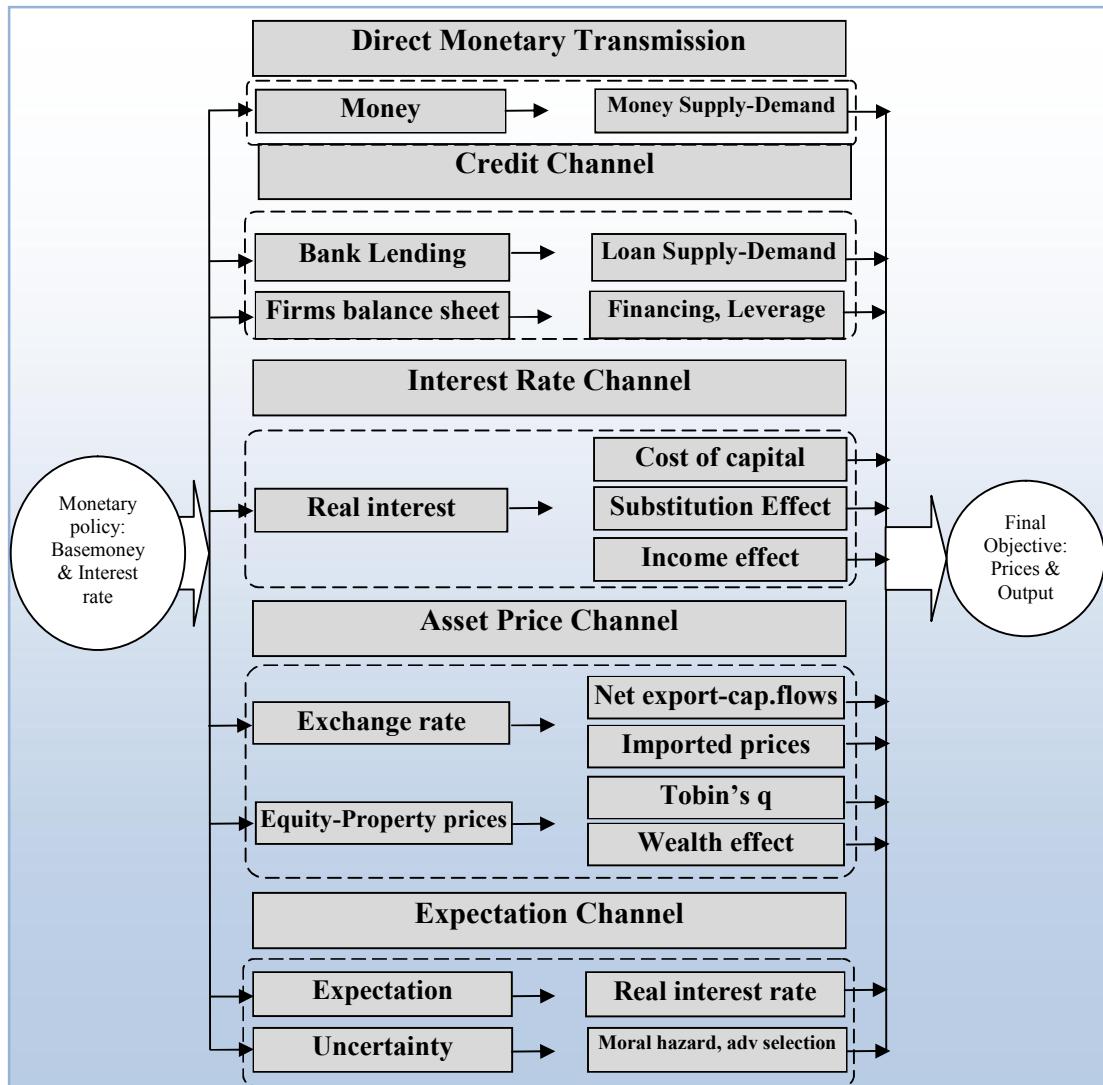 Direct Monetary Transmission
Money
Money Supply-Demand
Credit Channel
Bank Lending
Loan Supply-Demand
Firms balance sheet
Financing, Leverage
Interest Rate Channel
Cost of capital
Real interest
Substitution Effect
Income effect
Monetary
policy:
Basemoney
& Interest
rate
Final
Objective:
Prices &
Output
Asset Price Channel
Net export-cap.flows
Exchange rate
Imported prices
Tobin’s q
Equity-Property prices
Wealth effect
Expectation Channel
Expectation
Real interest rate
Uncertainty
Moral hazard, adv selection